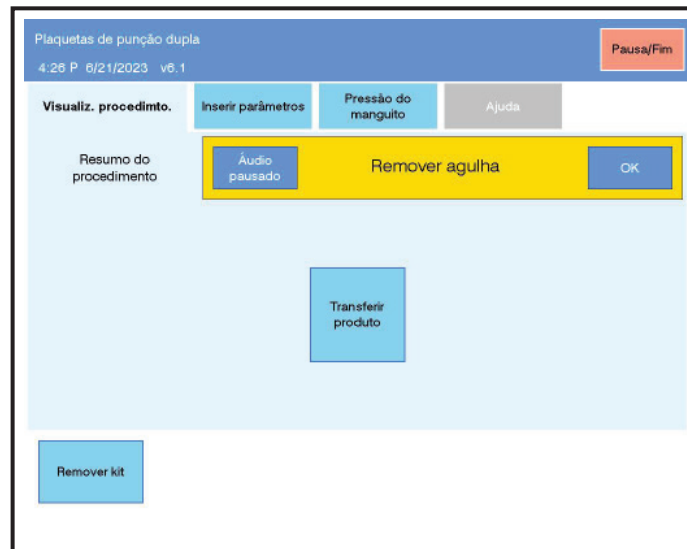 Plaquetas de punção dupla
Pausa/Fim
4:26 P 6/21/2023 v6.1
Visualiz. procedimto.
Inserir parâmetros
Pressão do
manguito
Ajuda
Resumo do
procedimento
Áudio
pausado
Remover agulha
OK
Transferir
produto
Remover kit